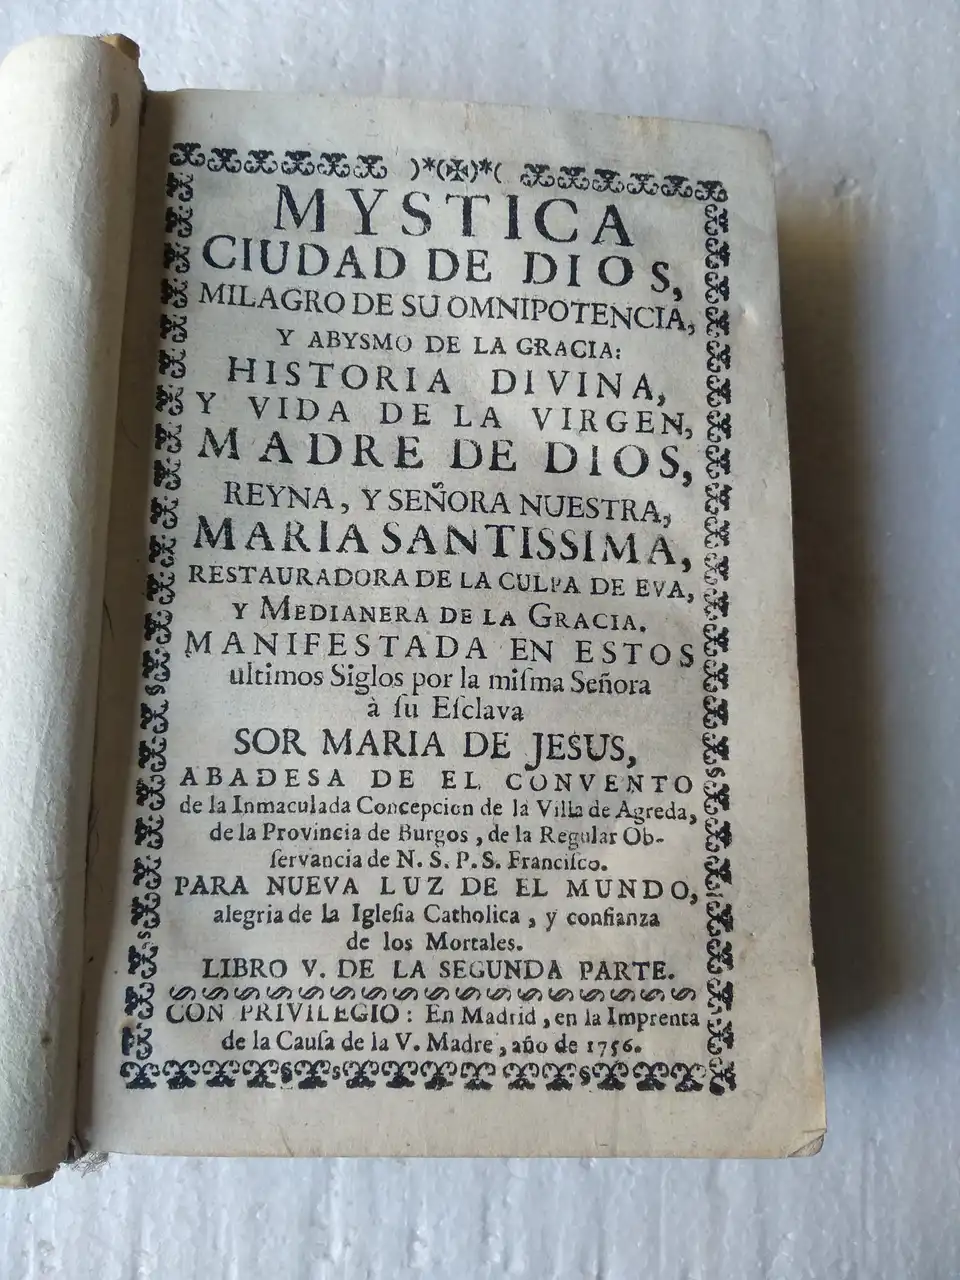 MYSTICA
CIUDAD DE DIOS,
MILAGRO DE SU OMNIPOTENCIA,
Y ABYSMO DE LA GRACIA:
HISTORIA DIVINA,
Y VIDA DE LA VIRGEN,
MADRE DE DIOS,
REYNA, Y SEÑORA NUESTRA,
MARIA SANTISSIMA,
RESTAURADORA DE LA CULPA DE EVA,
Y MEDIANERA DE LA GRACIA.
MANIFESTADA EN ESTOS
ultimos Siglos por la miſma Señora
à ſu Eſclava
SOR MARIA DE JESUS,
ABADESA DE EL CONVENTO
de la Inmaculada Concepcion de la Villa de Agreda,
de la Provincia de Burgos, de la Regular Ob-
ſervancia de N. S. P. S. Franciſco.
PARA NUEVA LUZ DE EL MUNDO,
alegria de la Igleſia Catholica, y confianza
de los Mortales.
LIBRO V. DE LA SEGUNDA PARTE.
CON PRIVILEGIO: En Madrid, en la Imprenta
de la Cauſa de la V. Madre, año de 1756.